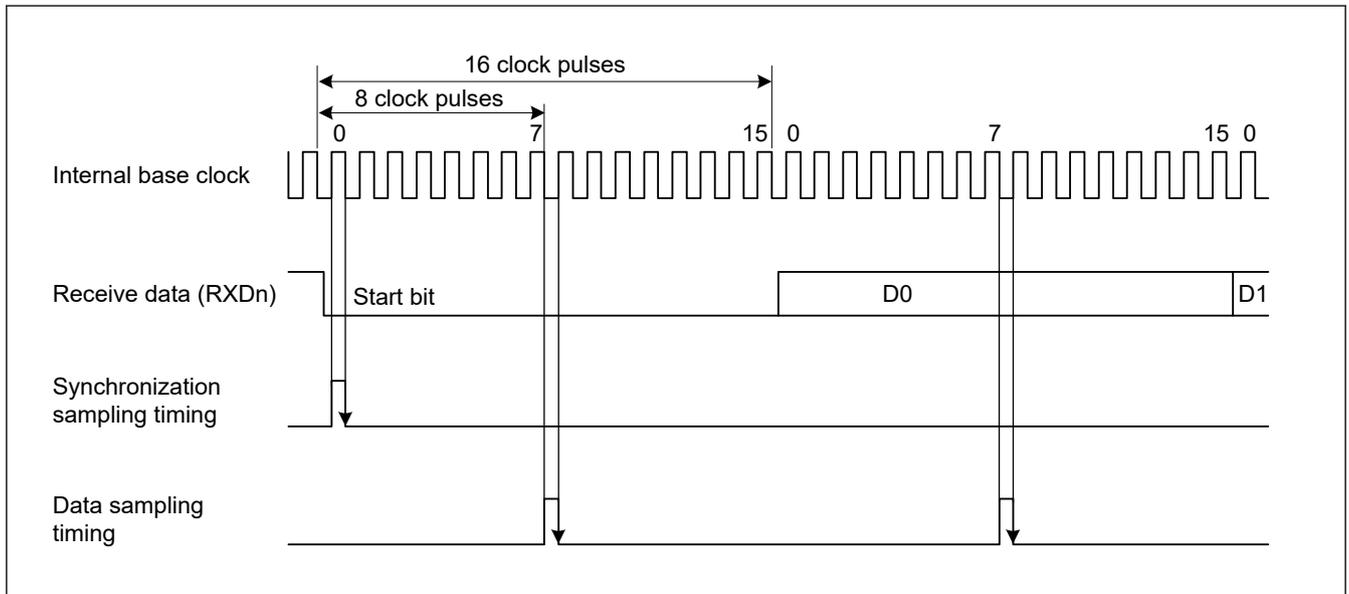 16 clock pulses
8 clock pulses
0 7 15 0 7 15 0
Internal base clock
Receive data (RXDn)
Start bit
D0
D1
Synchronization
sampling timing
Data sampling
timing